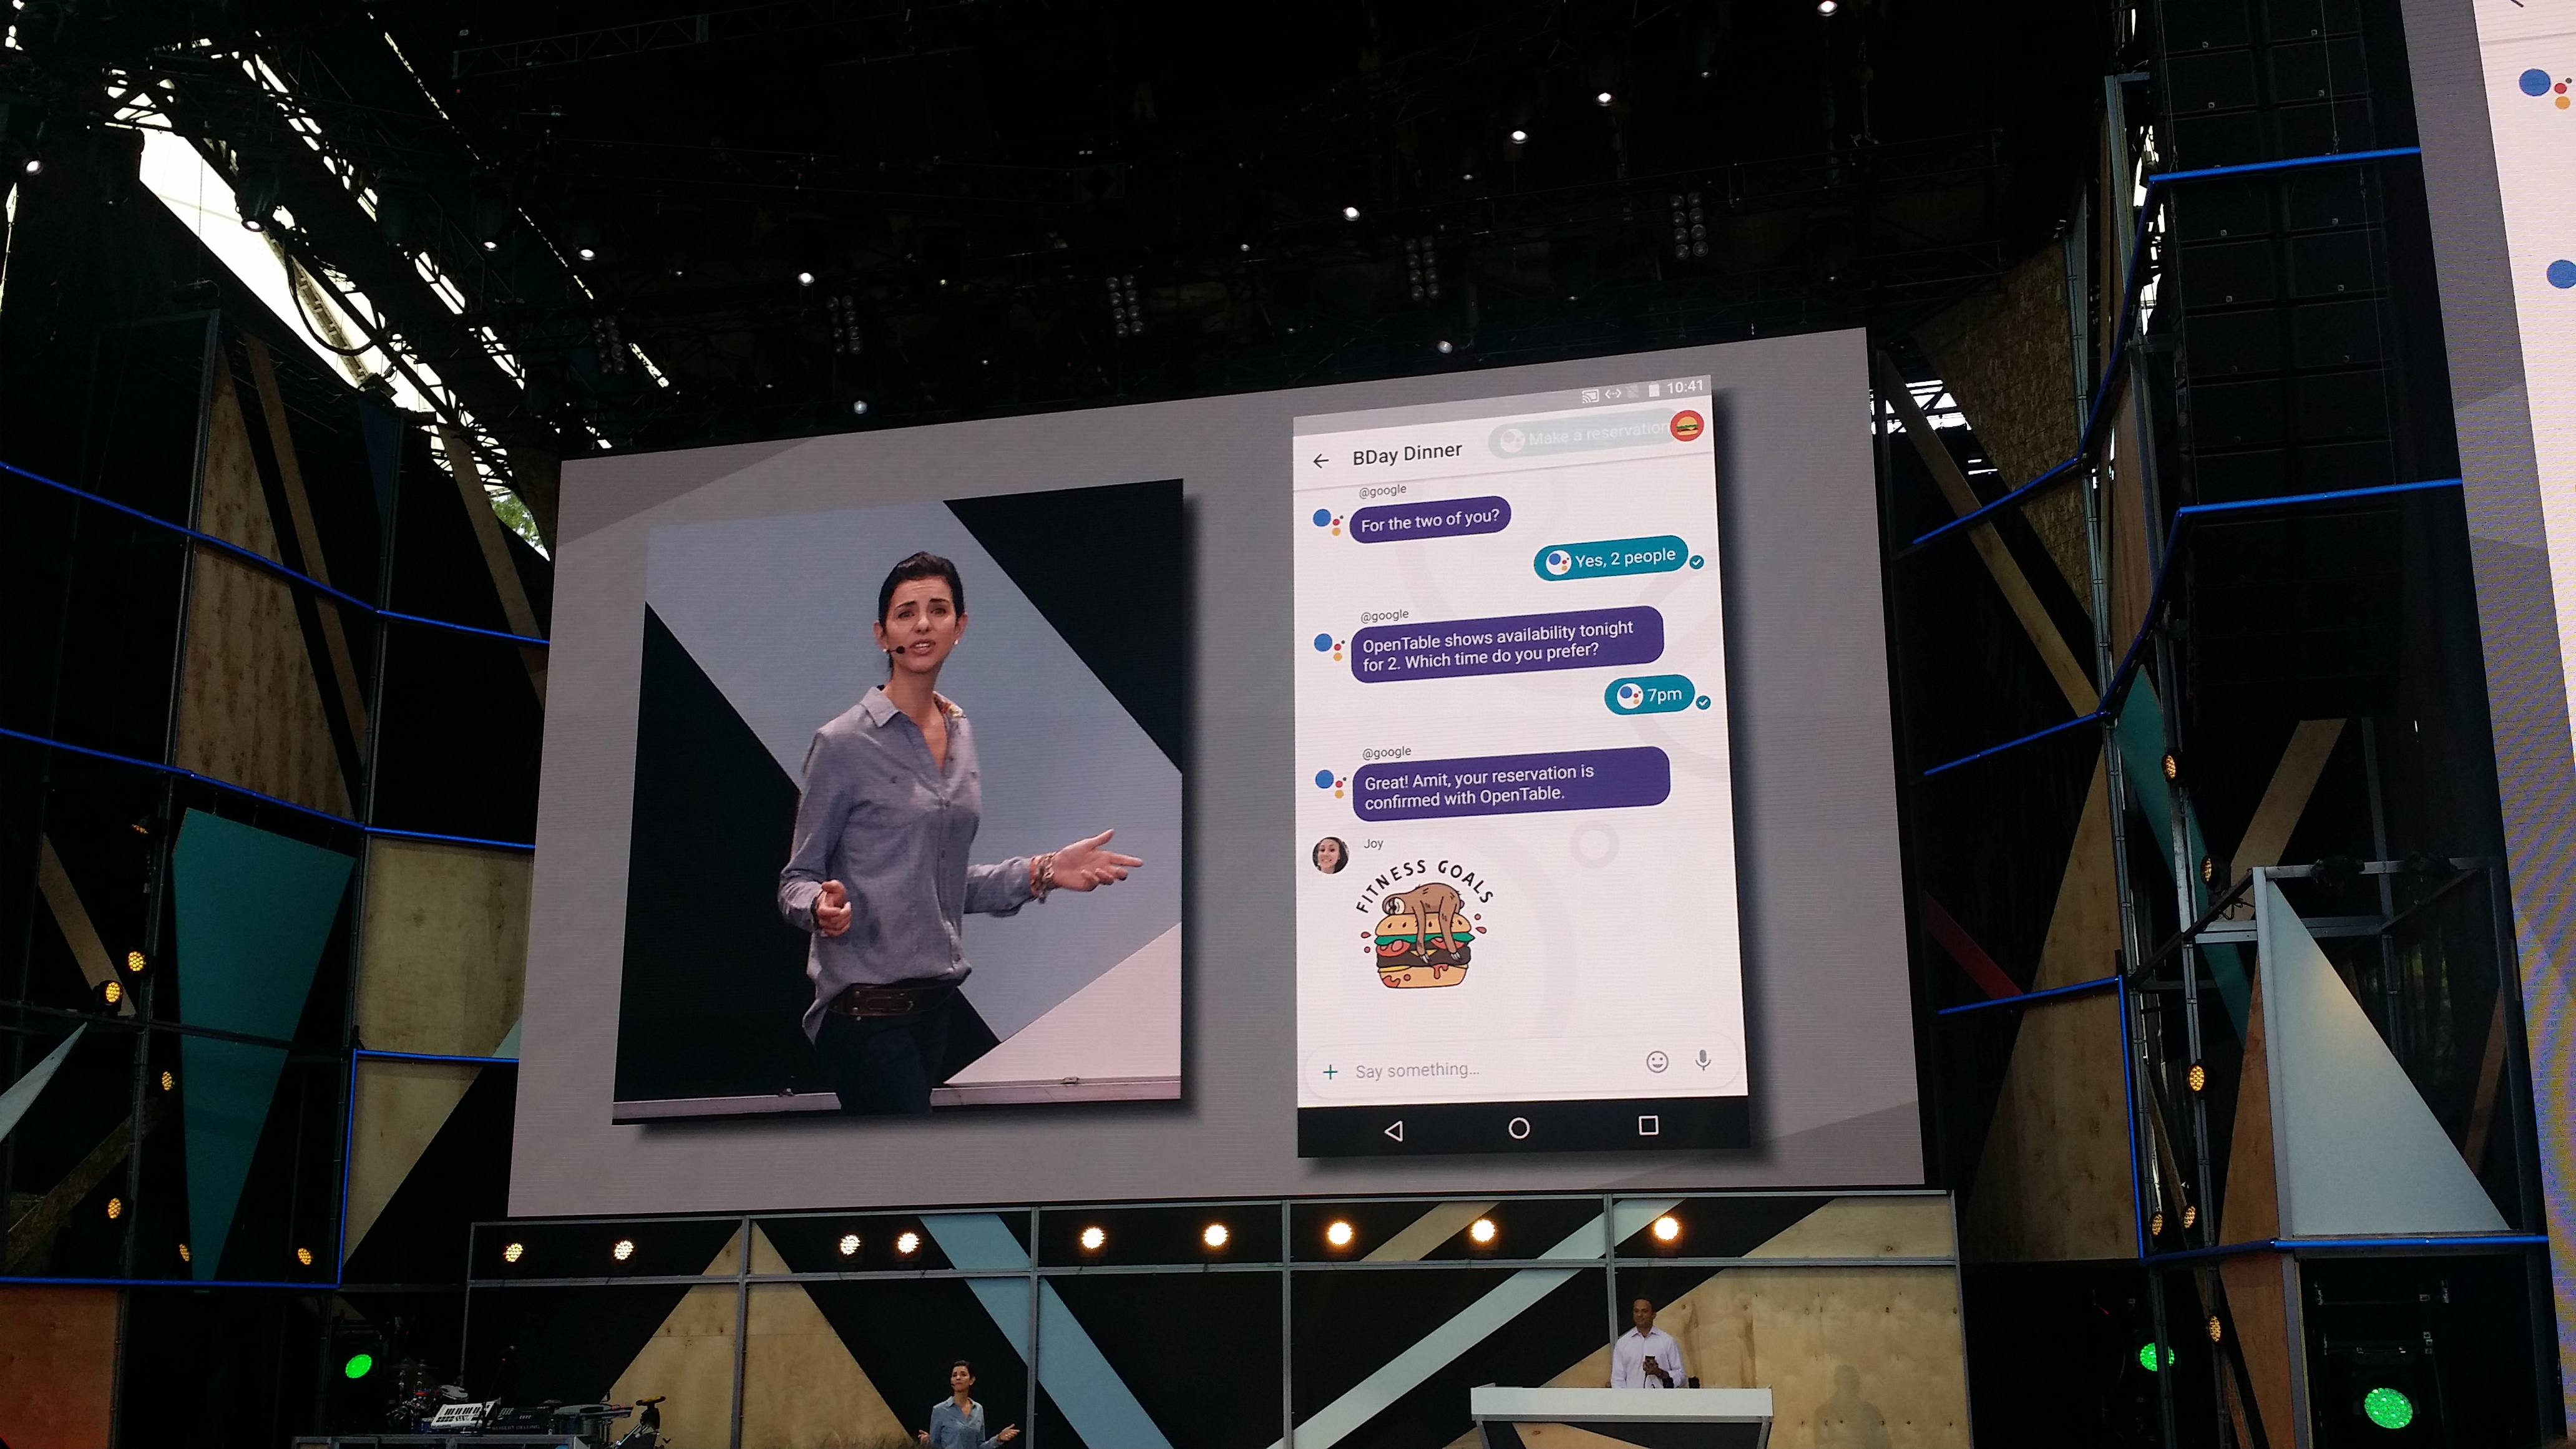 10:41
Make a reservation
BDay Dinner
@google
For the two of you?
Yes, 2 people
@google
OpenTable shows availability tonight
for 2. Which time do you prefer?
7pm
@google
Great! Amit, your reservation is
confirmed with OpenTable.
Joy
FITNESS GOALS
Say something...